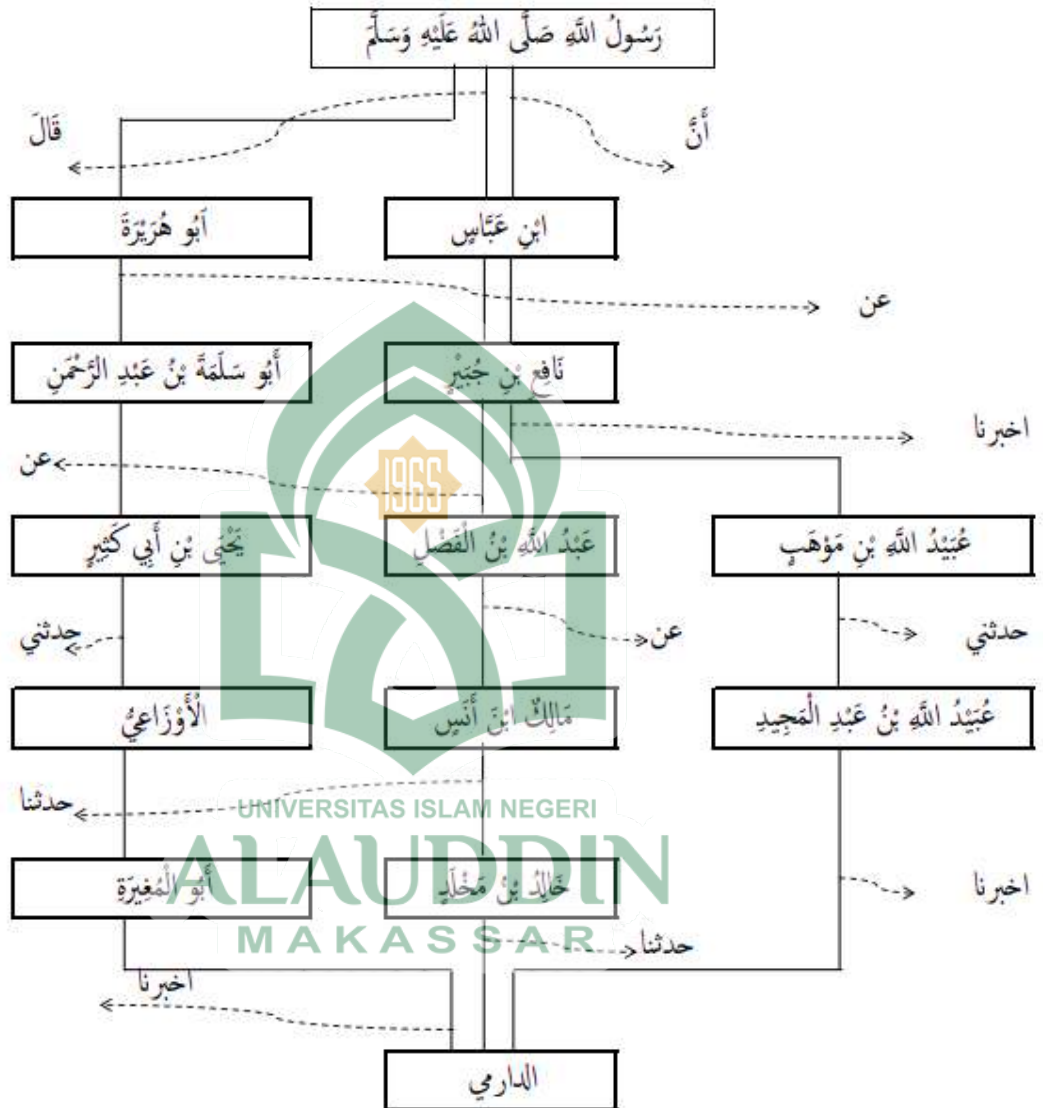 رَسُولُ اللَّهِ صَلَّى اللهُ عَلَيْهِ وَسَلَّمَ
أَنَّ
قَالَ
ابْنِ عَبَّاسٍ
أَبُو هُرَيْرَةَ
عن
نَافِعِ بْنِ جُبَيْرٍ
أَبُو سَلَمَةَ بْنُ عَبْدِ الرَّحْمَنِ
اخبرنا
عن
1965
عُبَيْدُ اللَّهِ بْنِ مَوْهَبٍ
عَبْدُ اللَّهِ بْنُ الْفَضْلِ
يَحْيَى بْنِ أَبِي كَثِيرٍ
حدثني
عن
حدثني
عُبَيْدُ اللَّهِ بْنُ عَبْدِ الْمَجِيدِ
مَالِكٌ ابْنَ أَنَسٍ
الْأَوْزَاعِيُّ
حدثنا
UNIVERSITAS ISLAM NEGERI
ALAUDDIN
خَالِدُ بْنُ مَخْلَدٍ
أَبُو الْمُغِيرَةِ
اخبرنا
MAKASSAR
حدثنا
اخبرنا
الدارمي